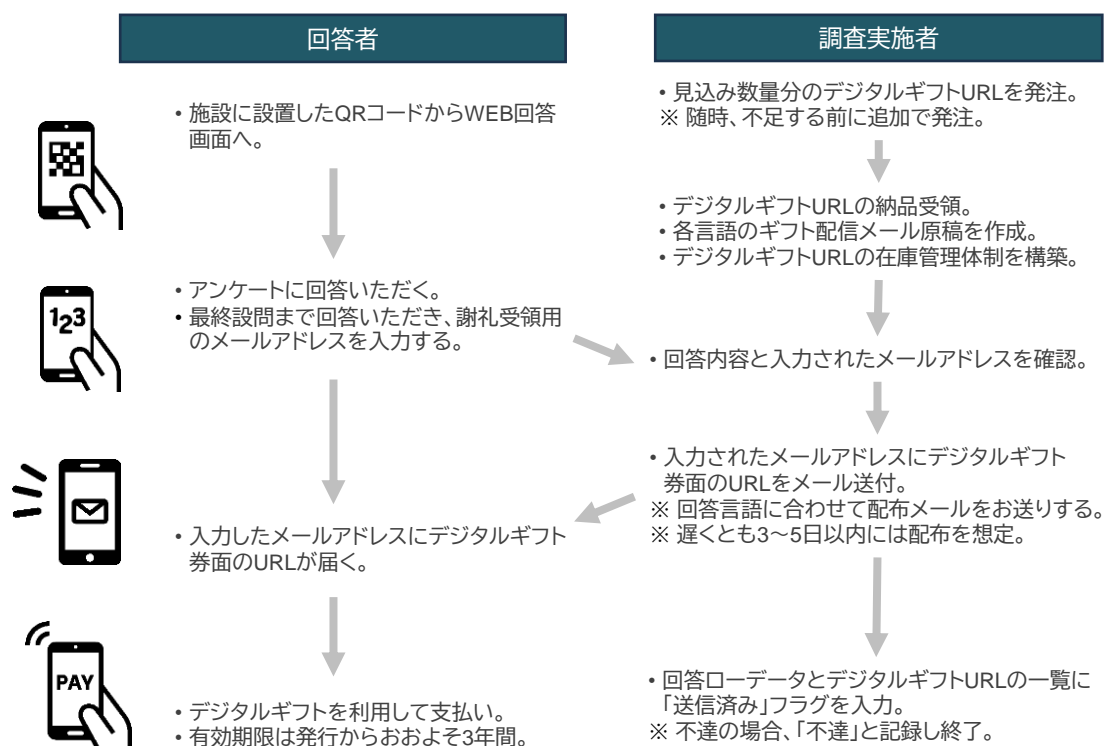 回答者
・施設に設置したQRコードからWEB回答
画面へ。
・アンケートに回答いただく。
・最終設問まで回答いただき、謝礼受領用
のメールアドレスを入力する。
123
・入力したメールアドレスにデジタルギフト
券面のURLが届く。
PAY
・デジタルギフトを利用して支払い。
・有効期限は発行からおおよそ3年間。
調査実施者
・見込み数量分のデジタルギフトURLを発注。
※ 随時、不足する前に追加で発注。
・デジタルギフトURLの納品受領。
・各言語のギフト配信メール原稿を作成。
・デジタルギフトURLの在庫管理体制を構築。
・回答内容と入力されたメールアドレスを確認。
・入力されたメールアドレスにデジタルギフト
券面のURLをメール送付。
※ 回答言語に合わせて配布メールをお送りする。
※ 遅くとも3～5日以内には配布を想定。
・回答ローデータとデジタルギフトURLの一覧に
「送信済み」フラグを入力。
※ 不達の場合、「不達」と記録し終了。